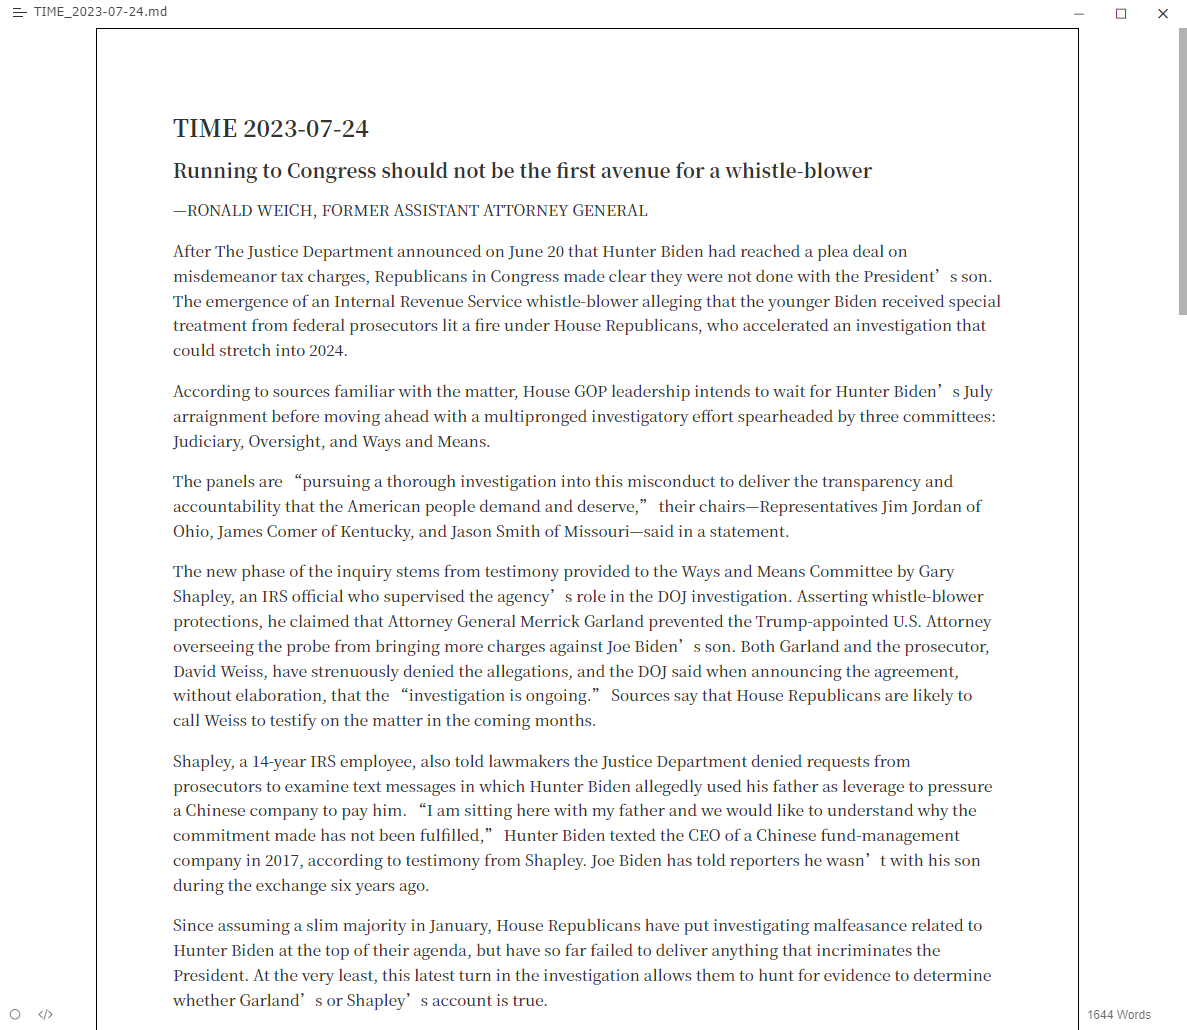 TIME_2023-07-24.md
TIME 2023-07-24
Running to Congress should not be the first avenue for a whistle-blower
—RONALD WEICH, FORMER ASSISTANT ATTORNEY GENERAL
After The Justice Department announced on June 20 that Hunter Biden had reached a plea deal on
misdemeanor tax charges, Republicans in Congress made clear they were not done with the President’s son.
The emergence of an Internal Revenue Service whistle-blower alleging that the younger Biden received special
treatment from federal prosecutors lit a fire under House Republicans, who accelerated an investigation that
could stretch into 2024.
According to sources familiar with the matter, House GOP leadership intends to wait for Hunter Biden’s July
arraignment before moving ahead with a multipronged investigatory effort spearheaded by three committees:
Judiciary, Oversight, and Ways and Means.
The panels are “pursuing a thorough investigation into this misconduct to deliver the transparency and
accountability that the American people demand and deserve,” their chairs—Representatives Jim Jordan of
Ohio, James Comer of Kentucky, and Jason Smith of Missouri—said in a statement.
The new phase of the inquiry stems from testimony provided to the Ways and Means Committee by Gary
Shapley, an IRS official who supervised the agency’s role in the DOJ investigation. Asserting whistle-blower
protections, he claimed that Attorney General Merrick Garland prevented the Trump-appointed U.S. Attorney
overseeing the probe from bringing more charges against Joe Biden’s son. Both Garland and the prosecutor,
David Weiss, have strenuously denied the allegations, and the DOJ said when announcing the agreement,
without elaboration, that the “investigation is ongoing.” Sources say that House Republicans are likely to
call Weiss to testify on the matter in the coming months.
Shapley, a 14-year IRS employee, also told lawmakers the Justice Department denied requests from
prosecutors to examine text messages in which Hunter Biden allegedly used his father as leverage to pressure
a Chinese company to pay him. “I am sitting here with my father and we would like to understand why the
commitment made has not been fulfilled,” Hunter Biden texted the CEO of a Chinese fund-management
company in 2017, according to testimony from Shapley. Joe Biden has told reporters he wasn’t with his son
during the exchange six years ago.
Since assuming a slim majority in January, House Republicans have put investigating malfeasance related to
Hunter Biden at the top of their agenda, but have so far failed to deliver anything that incriminates the
President. At the very least, this latest turn in the investigation allows them to hunt for evidence to determine
whether Garland’s or Shapley’s account is true.
1644 Words